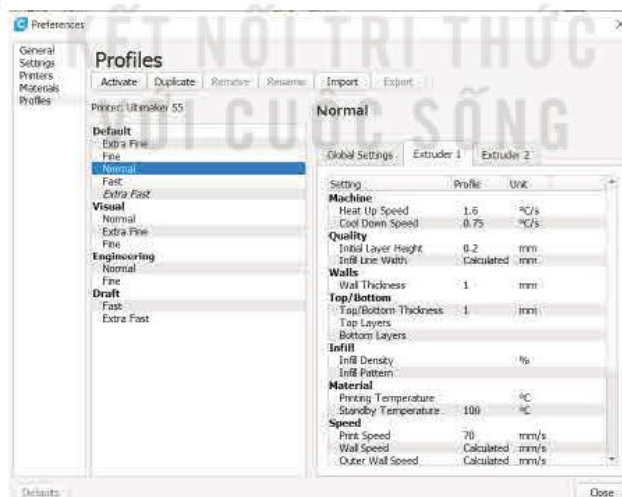 Preferences
KẾT NỐI TRI THỨC
VỚI CUỘC SỐNG
General
Settings
Printers
Materials
Profiles
Profiles
Activate Duplicate Remove Rename Import Export
Printer: Ultimaker S5
Default
Extra Fine
Fine
Normal
Fast
Extra Fast
Visual
Normal
Extra Fine
Fine
Engineering
Normal
Fine
Draft
Fast
Extra Fast
Normal
Global Settings Extruder 1 Extruder 2
Setting Profile Unit
Machine
Heat Up Speed 1.6 °C/s
Cool Down Speed 0.75 °C/s
Quality
Initial Layer Height 0.2 mm
Infill Line Width Calculated mm
Walls
Wall Thickness 1 mm
Top/Bottom
Top/Bottom Thickness 1 mm
Top Layers
Bottom Layers
Infill
Infill Density %
Infill Pattern
Material
Printing Temperature °C
Standby Temperature 100 °C
Speed
Print Speed 70 mm/s
Wall Speed Calculated mm/s
Outer Wall Speed Calculated mm/s
Defaults
Close